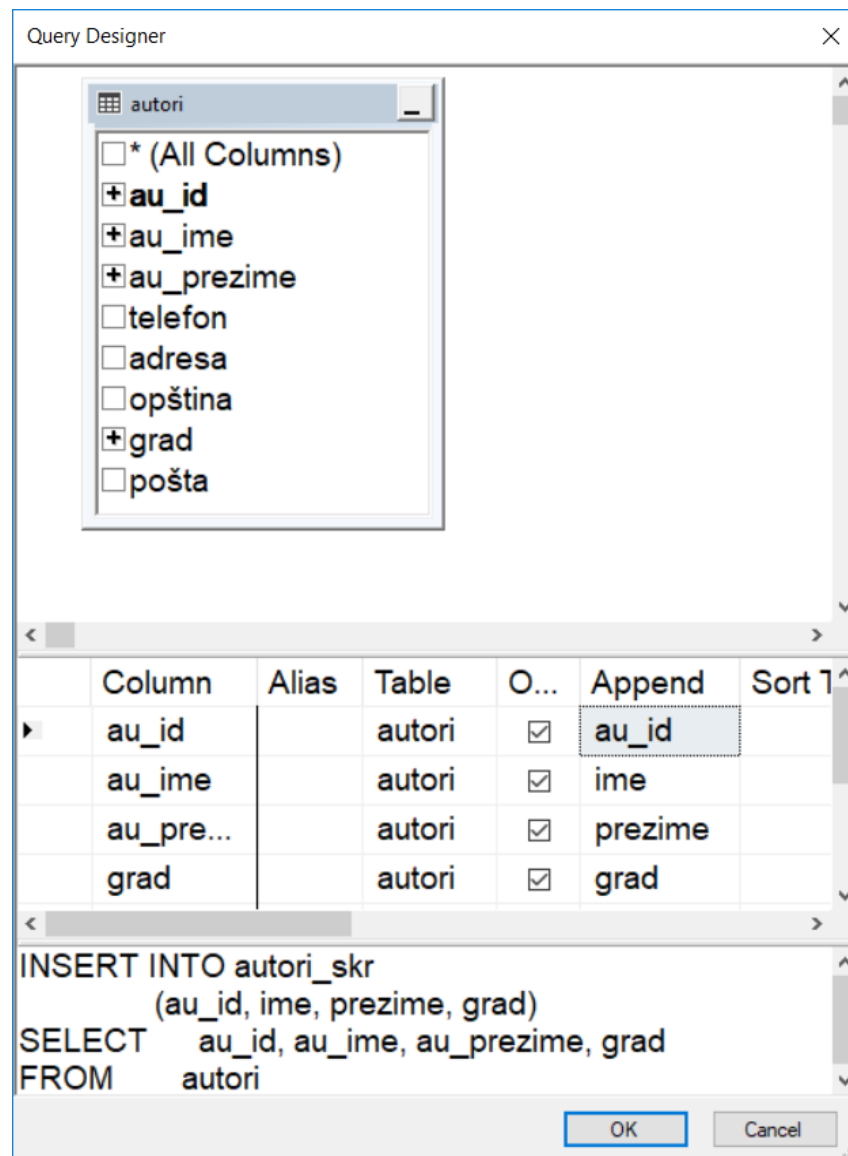 Query Designer
autori
* (All Columns)
au_id
au_ime
au_prezime
telefon
adresa
opština
grad
pošta
Column Alias Table O... Append Sort T
au_id autori au_id
au_ime autori ime
au_pre... autori prezime
grad autori grad
INSERT INTO autori_skr
(au_id, ime, prezime, grad)
SELECT au_id, au_ime, au_prezime, grad
FROM autori
OK Cancel